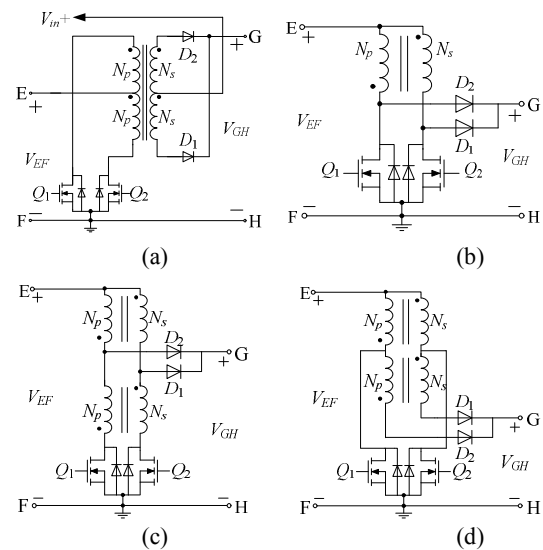 V_in+
E + N_p N_s D_2 + G
N_p N_s D_1 V_GH
V_EF
Q_1 Q_2
F − − H
(a)
E + N_p N_s D_2 + G
V_EF D_1 V_GH
Q_1 Q_2
F − − H
(b)
E + N_p N_s D_2 + G
D_1
V_EF N_p N_s V_GH
Q_1 Q_2
F − − H
(c)
E + N_p N_s
N_p N_s D_1 + G
V_EF D_2 V_GH
Q_1 Q_2
F − − H
(d)